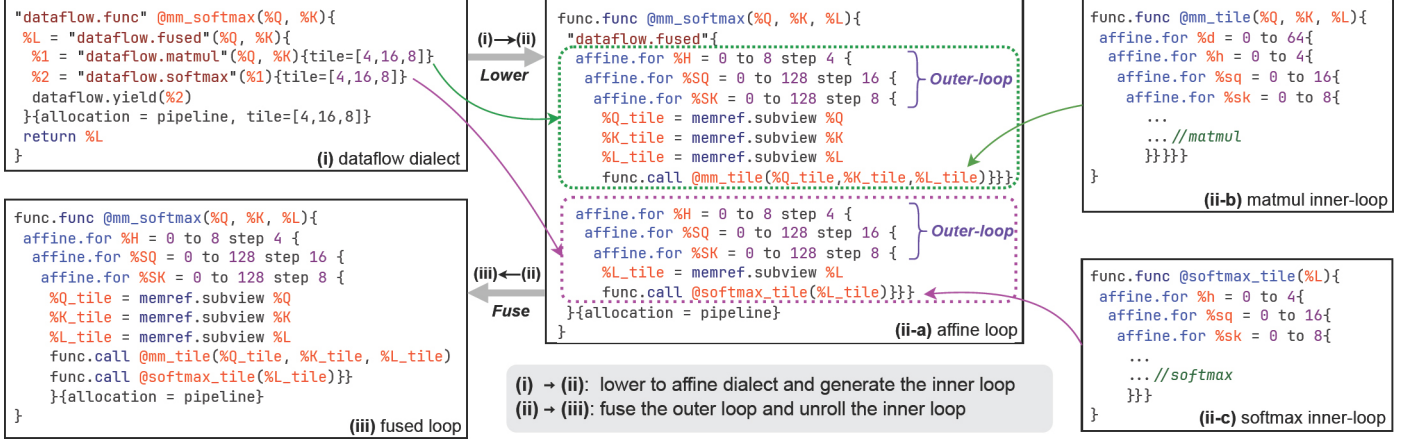 "dataflow.func" @mm_softmax(%Q, %K){
%L = "dataflow.fused"(%Q, %K){
%1 = "dataflow.matmul"(%Q, %K){tile=[4,16,8]}
%2 = "dataflow.softmax"(%1){tile=[4,16,8]}
dataflow.yield(%2)
}{allocation = pipeline, tile=[4,16,8]}
return %L
}
(i) dataflow dialect
(i)→(ii)
Lower
func.func @mm_softmax(%Q, %K, %L){
"dataflow.fused"{
affine.for %H = 0 to 8 step 4 {
affine.for %SQ = 0 to 128 step 16 {
affine.for %SK = 0 to 128 step 8 {
Outer-loop
%Q_tile = memref.subview %Q
%K_tile = memref.subview %K
%L_tile = memref.subview %L
func.call @mm_tile(%Q_tile,%K_tile,%L_tile)}}}
affine.for %H = 0 to 8 step 4 {
affine.for %SQ = 0 to 128 step 16 {
affine.for %SK = 0 to 128 step 8 {
Outer-loop
%L_tile = memref.subview %L
func.call @softmax_tile(%L_tile)}}}
}{allocation = pipeline}
}
(ii-a) affine loop
func.func @mm_tile(%Q, %K, %L){
affine.for %d = 0 to 64{
affine.for %h = 0 to 4{
affine.for %sq = 0 to 16{
affine.for %sk = 0 to 8{
...
...//matmul
}}}}}
}
(ii-b) matmul inner-loop
func.func @softmax_tile(%L){
affine.for %h = 0 to 4{
affine.for %sq = 0 to 16{
affine.for %sk = 0 to 8{
...
...//softmax
}}}
}
(ii-c) softmax inner-loop
(iii)←(ii)
Fuse
func.func @mm_softmax(%Q, %K, %L){
affine.for %H = 0 to 8 step 4 {
affine.for %SQ = 0 to 128 step 16 {
affine.for %SK = 0 to 128 step 8 {
%Q_tile = memref.subview %Q
%K_tile = memref.subview %K
%L_tile = memref.subview %L
func.call @mm_tile(%Q_tile, %K_tile, %L_tile)
func.call @softmax_tile(%L_tile)}}
}{allocation = pipeline}
}
(iii) fused loop
(i) → (ii): lower to affine dialect and generate the inner loop
(ii) → (iii): fuse the outer loop and unroll the inner loop